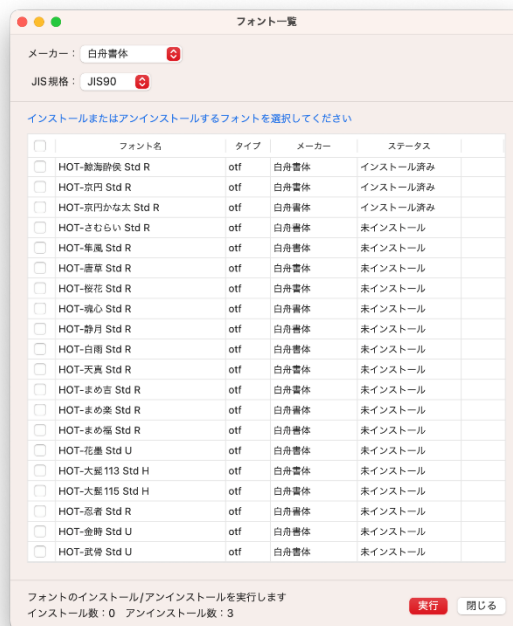 フォント一覧
メーカー： 白舟書体
JIS規格： JIS90
インストールまたはアンインストールするフォントを選択してください
フォント名 タイプ メーカー ステータス
HOT-鯨海酔侯 Std R otf 白舟書体 インストール済み
HOT-京円 Std R otf 白舟書体 インストール済み
HOT-京円かな太 Std R otf 白舟書体 インストール済み
HOT-さむらい Std R otf 白舟書体 未インストール
HOT-隼風 Std R otf 白舟書体 未インストール
HOT-唐草 Std R otf 白舟書体 未インストール
HOT-桜花 Std R otf 白舟書体 未インストール
HOT-魂心 Std R otf 白舟書体 未インストール
HOT-静月 Std R otf 白舟書体 未インストール
HOT-白雨 Std R otf 白舟書体 未インストール
HOT-天真 Std R otf 白舟書体 未インストール
HOT-まめ吉 Std R otf 白舟書体 未インストール
HOT-まめ楽 Std R otf 白舟書体 未インストール
HOT-まめ福 Std R otf 白舟書体 未インストール
HOT-花墨 Std U otf 白舟書体 未インストール
HOT-大髭113 Std H otf 白舟書体 未インストール
HOT-大髭115 Std H otf 白舟書体 未インストール
HOT-忍者 Std R otf 白舟書体 未インストール
HOT-金時 Std U otf 白舟書体 未インストール
HOT-武骨 Std U otf 白舟書体 未インストール
フォントのインストール/アンインストールを実行します
インストール数：0 アンインストール数：3
実行 閉じる